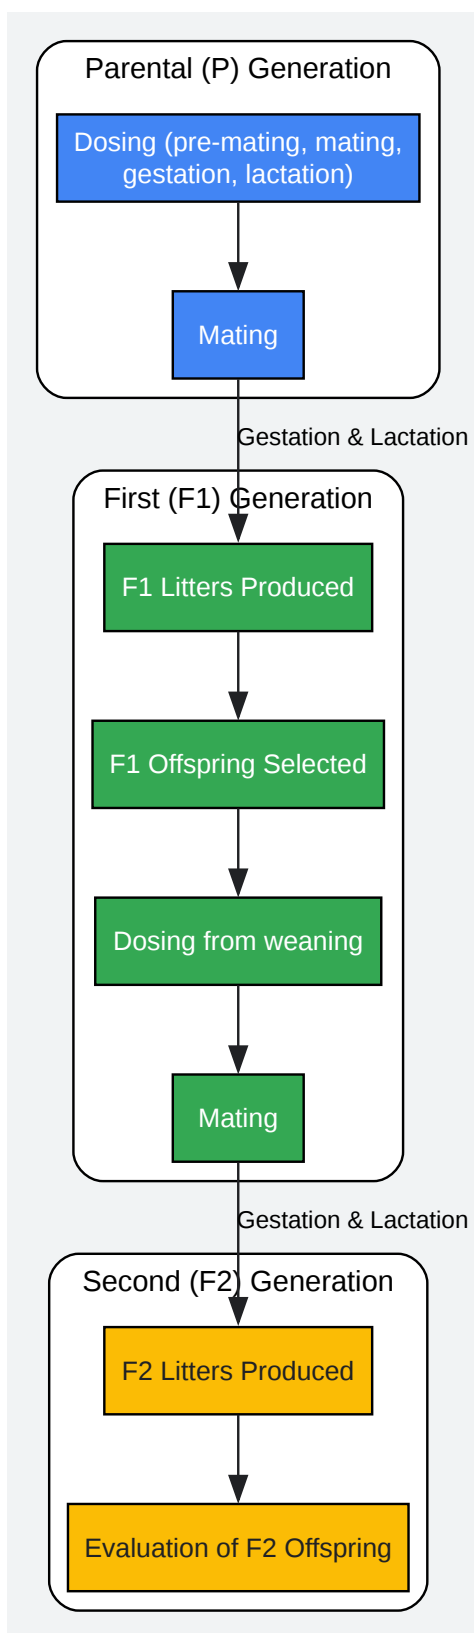 Parental (P) Generation
Dosing (pre-mating, mating,
gestation, lactation)
Mating
Gestation & Lactation
First (F1) Generation
F1 Litters Produced
F1 Offspring Selected
Dosing from weaning
Mating
Gestation & Lactation
Second (F2) Generation
F2 Litters Produced
Evaluation of F2 Offspring